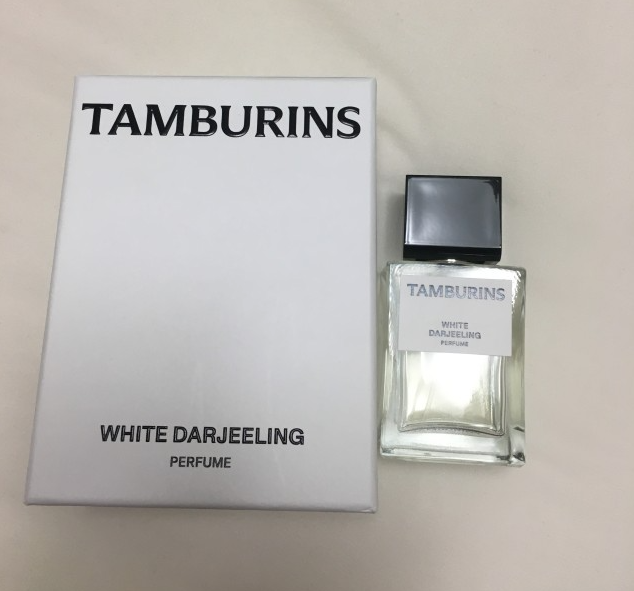 TAMBURINS
WHITE DARJEELING
PERFUME
TAMBURINS
WHITE
DARJEELING
PERFUME